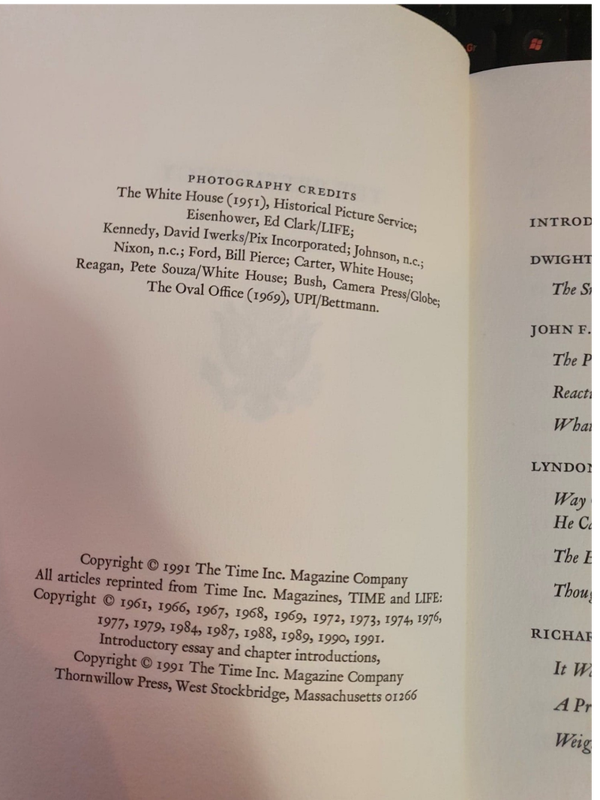 PHOTOGRAPHY CREDITS
The White House (1951), Historical Picture Service;
Eisenhower, Ed Clark/LIFE;
Kennedy, David Iwerks/Pix Incorporated; Johnson, n.c.;
Nixon, n.c.; Ford, Bill Pierce; Carter, White House;
Reagan, Pete Souza/White House; Bush, Camera Press/Globe;
The Oval Office (1969), UPI/Bettmann.
Copyright © 1991 The Time Inc. Magazine Company
All articles reprinted from Time Inc. Magazines, TIME and LIFE:
Copyright © 1961, 1966, 1967, 1968, 1969, 1972, 1973, 1974, 1976,
1977, 1979, 1984, 1987, 1988, 1989, 1990, 1991.
Introductory essay and chapter introductions,
Copyright © 1991 The Time Inc. Magazine Company
Thornwillow Press, West Stockbridge, Massachusetts 01266
INTROD
DWIGHT
The
JOHN F.
The P
Reacti
What
LYNDON
Way
He Ca
The E
Thoug
RICHAR
It W
A Pr
Weig